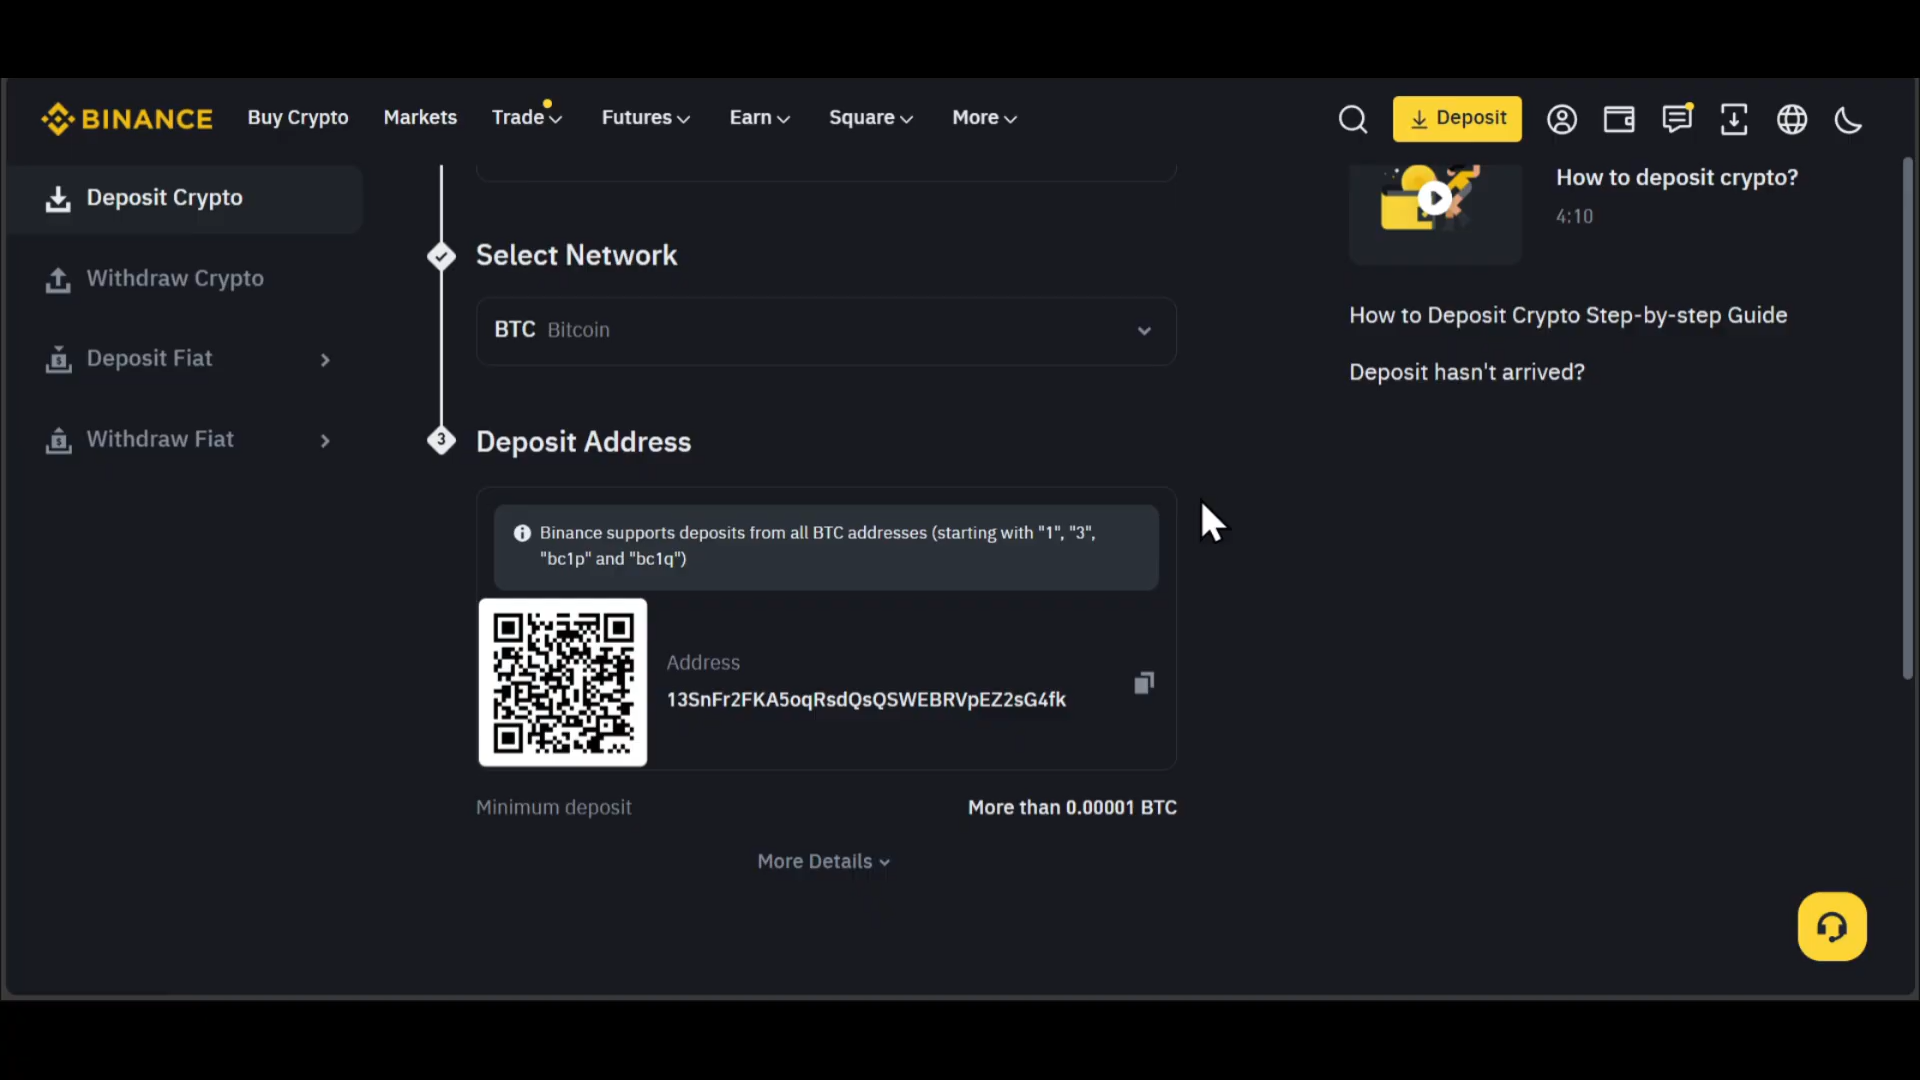 BINANCE Buy Crypto Markets Trade Futures Earn Square More Deposit
Deposit Crypto
Withdraw Crypto
Deposit Fiat
Withdraw Fiat
Select Network
BTC Bitcoin
3 Deposit Address
Binance supports deposits from all BTC addresses (starting with "1", "3",
"bc1p" and "bc1q")
Address
13SnFr2FKA5oqRsdQsQSWEBRVpEZ2sG4fk
Minimum deposit More than 0.00001 BTC
More Details
How to deposit crypto?
4:10
How to Deposit Crypto Step-by-step Guide
Deposit hasn't arrived?